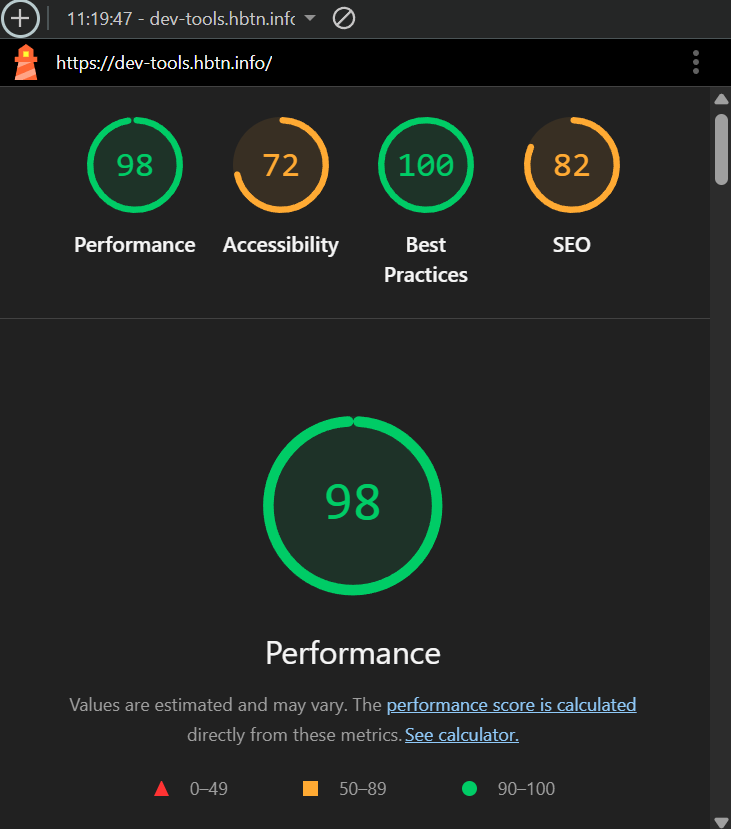 11:19:47 - dev-tools.hbtn.info
https://dev-tools.hbtn.info/
98 72 100 82
Performance Accessibility Best Practices SEO
98
Performance
Values are estimated and may vary. The performance score is calculated
directly from these metrics. See calculator.
0–49 50–89 90–100